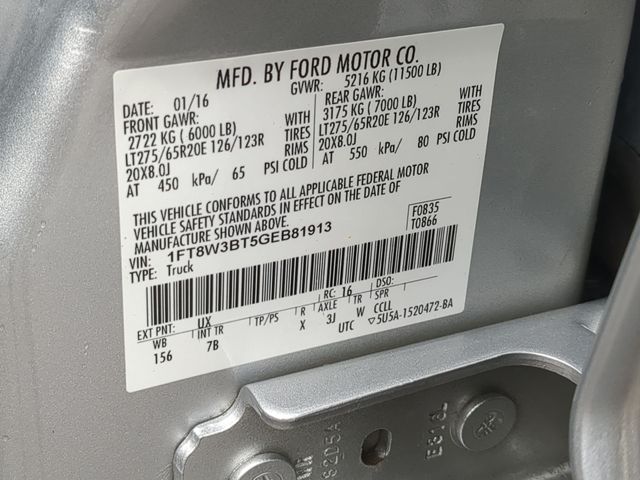 MFD. BY FORD MOTOR CO.
DATE: 01/16 GVWR: 5216 KG (11500 LB)
FRONT GAWR: REAR GAWR:
2722 KG ( 6000 LB) WITH 3175 KG ( 7000 LB) WITH
LT275/65R20E 126/123R TIRES LT275/65R20E 126/123R TIRES
20X8.0J RIMS 20X8.0J RIMS
AT 450 kPa/ 65 PSI COLD AT 550 kPa/ 80 PSI COLD
THIS VEHICLE CONFORMS TO ALL APPLICABLE FEDERAL MOTOR
VEHICLE SAFETY STANDARDS IN EFFECT ON THE DATE OF
MANUFACTURE SHOWN ABOVE.
VIN: 1FT8W3BT5GEB81913 F0835
TYPE: Truck T0866
EXT PNT: UX RC: 16 DSO:
WB INT TR TP/PS R AXLE TR SPR
156 7B X 3J W CCLL
UTC ▽5U5A-1520472-BA
62D5A
E316L